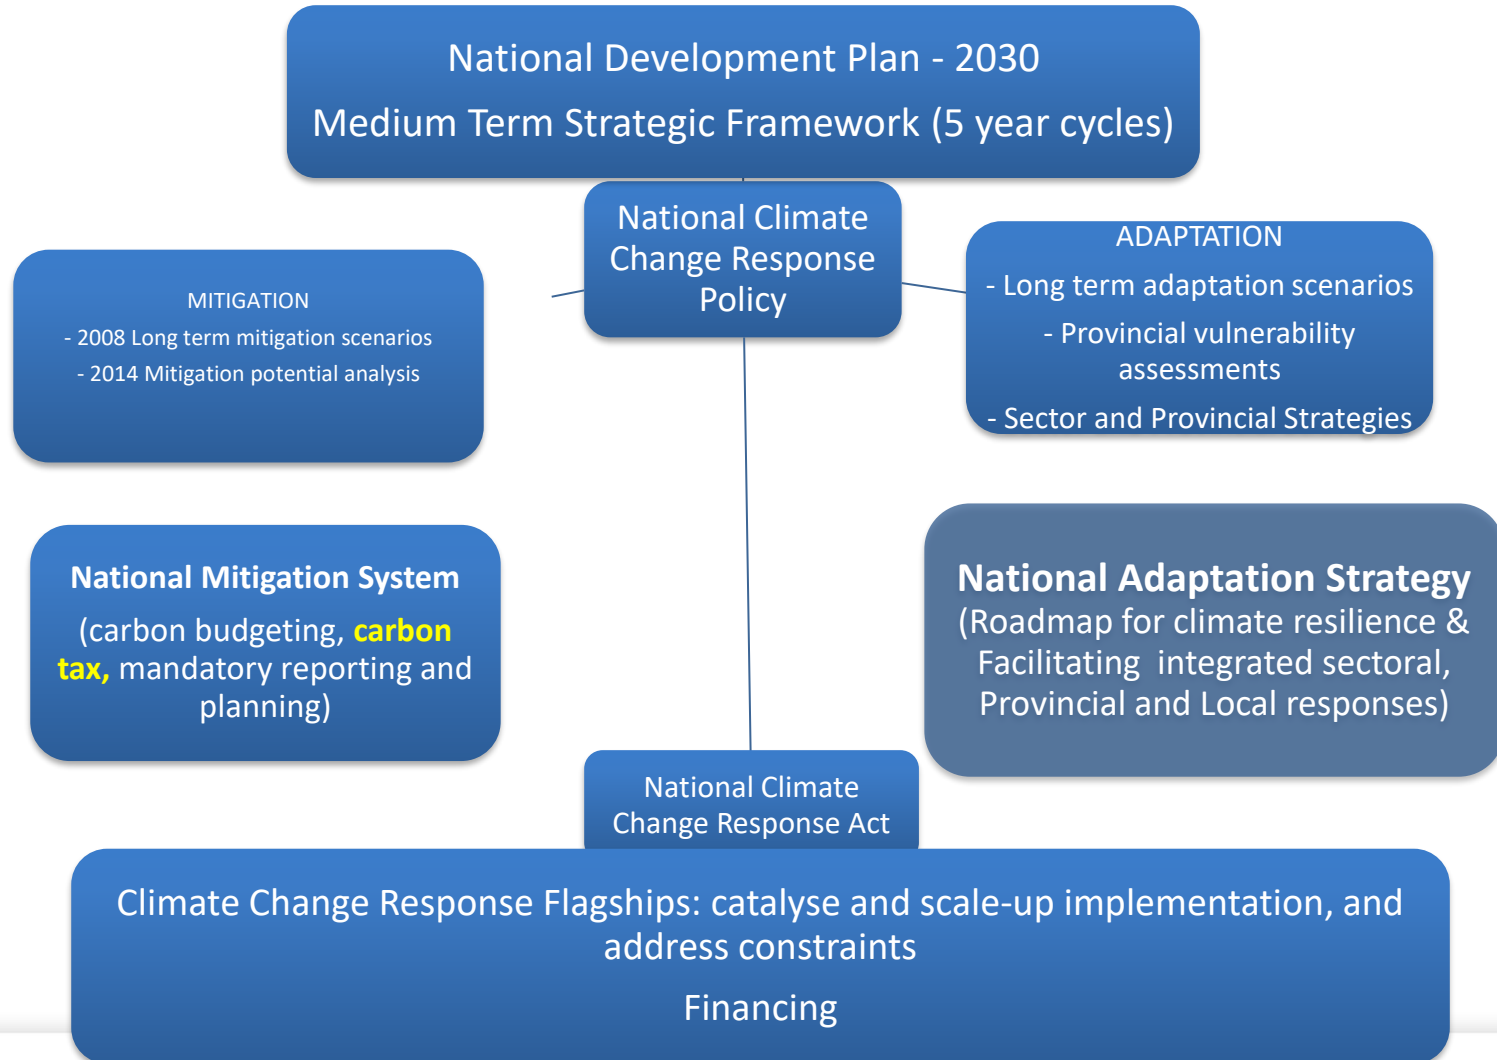 National Development Plan - 2030
Medium Term Strategic Framework (5 year cycles)
National Climate
Change Response
Policy
MITIGATION
- 2008 Long term mitigation scenarios
- 2014 Mitigation potential analysis
ADAPTATION
- Long term adaptation scenarios
- Provincial vulnerability
assessments
- Sector and Provincial Strategies
National Mitigation System
(carbon budgeting, carbon
tax, mandatory reporting and
planning)
National Adaptation Strategy
(Roadmap for climate resilience &
Facilitating integrated sectoral,
Provincial and Local responses)
National Climate
Change Response Act
Climate Change Response Flagships: catalyse and scale-up implementation, and
address constraints
Financing